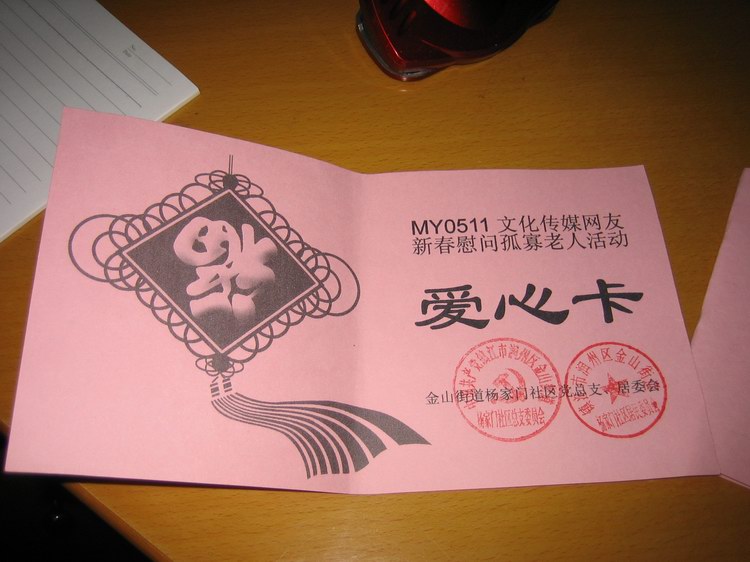 福
MY0511 文化传媒网友
新春慰问孤寡老人活动
爱心卡
金山街道杨家门社区党总支、居委会